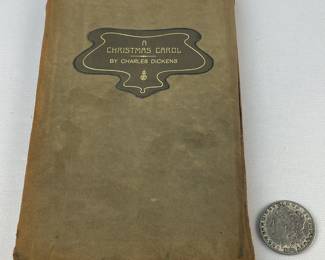 A
CHRISTMAS CAROL
BY CHARLES DICKENS